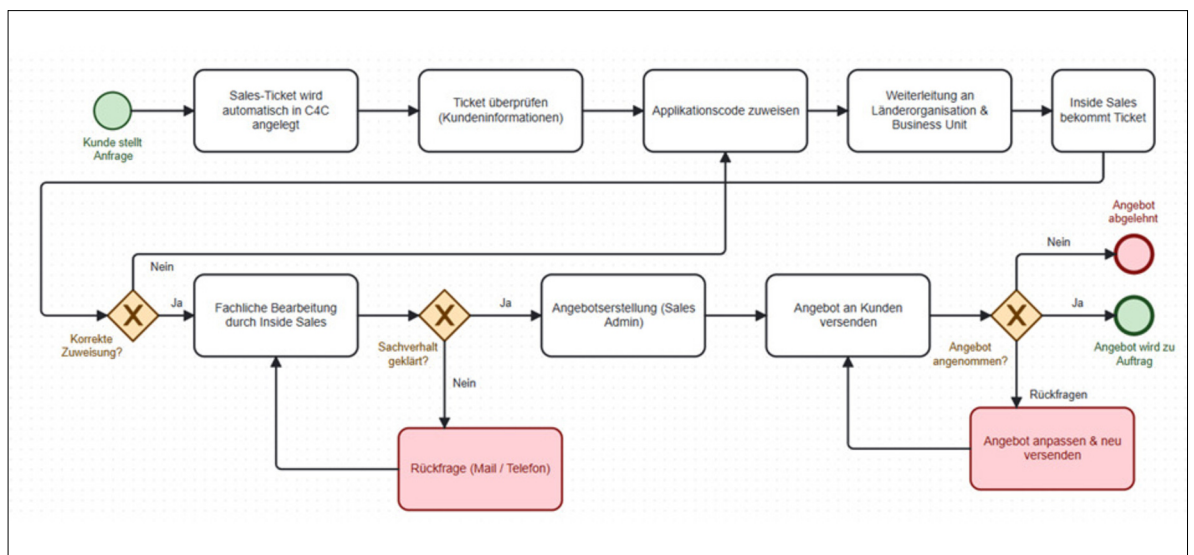 Sales-Ticket wird
automatisch in C4C
angelegt
Ticket überprüfen
(Kundeninformationen)
Applikationscode zuweisen
Weiterleitung an
Länderorganisation &
Business Unit
Inside Sales
bekommt Ticket
Kunde stellt
Anfrage
Angebot
abgelehnt
Nein
Nein
Ja
Fachliche Bearbeitung
durch Inside Sales
Ja
Angebotserstellung (Sales
Admin)
Angebot an Kunden
versenden
Ja
Korrekte
Zuweisung?
Sachverhalt
geklärt?
Angebot
angenommen?
Angebot wird zu
Auftrag
Nein
Rückfragen
Rückfrage (Mail / Telefon)
Angebot anpassen & neu
versenden